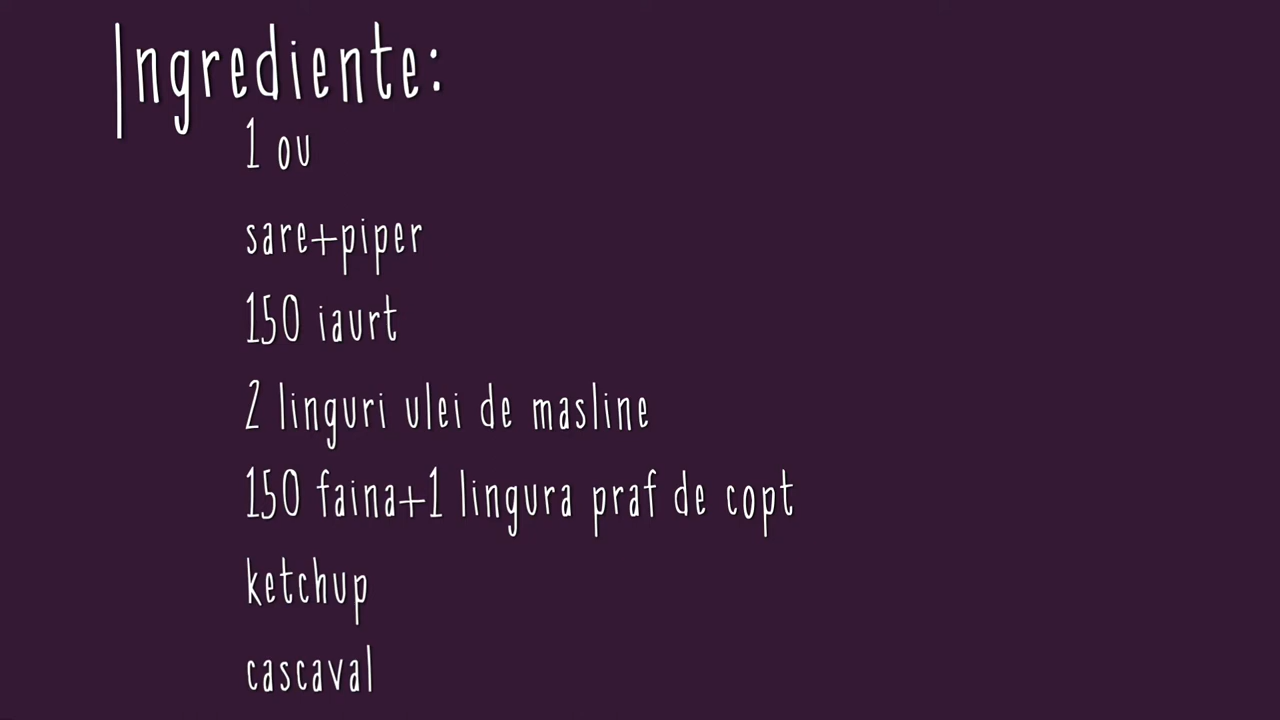 Ingrediente:
1 ou
sare+piper
150 iaurt
2 linguri ulei de masline
150 faina+1 lingura praf de copt
ketchup
cascaval